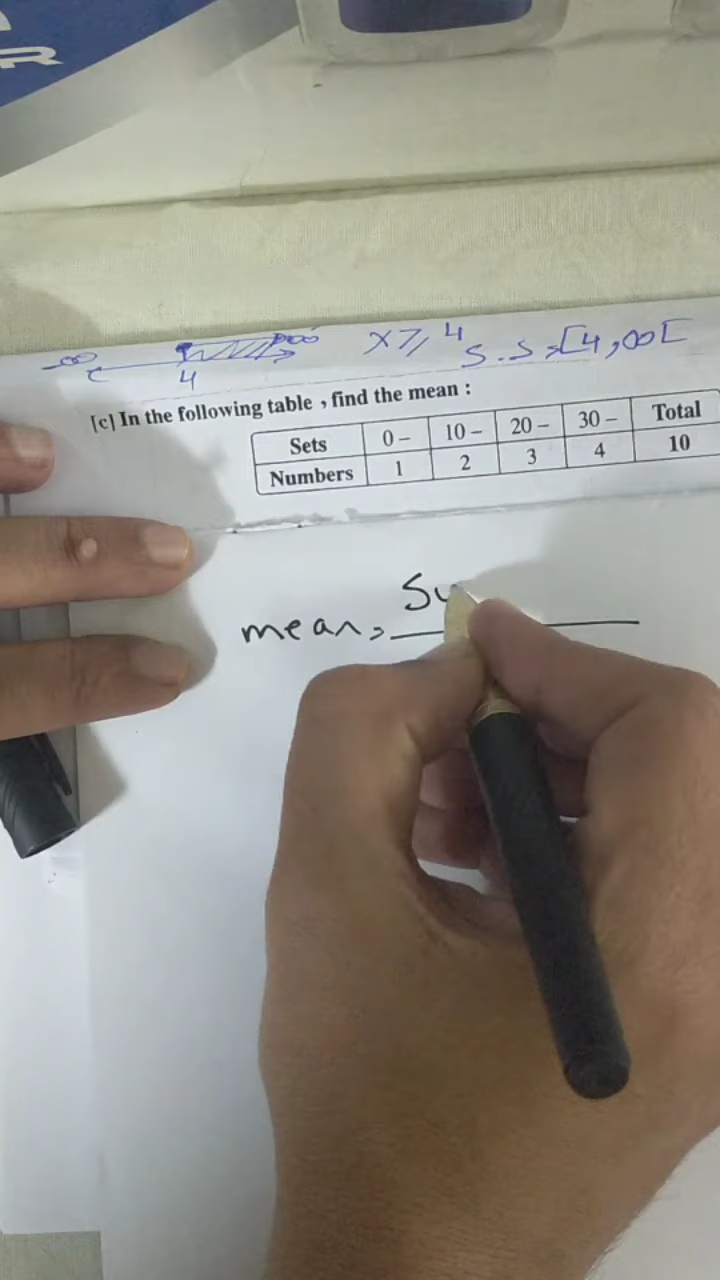 x ≥ 4 S.S = [4, ∞[
-∞ 4 ∞
[c] In the following table , find the mean :
Sets 0 – 10 – 20 – 30 – Total
Numbers 1 2 3 4 10
Su
mean =